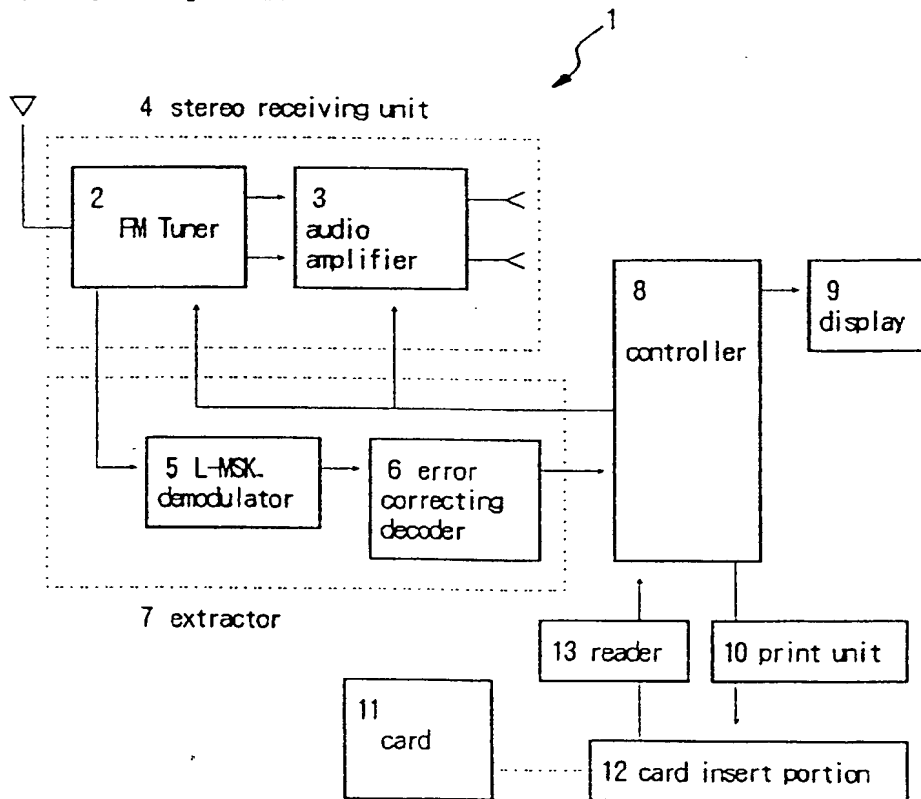 1
4 stereo receiving unit
2
FM Tuner
3
audio
amplifier
8
controller
9
display
5 L-MSK
demodulator
6 error
correcting
decoder
7 extractor
13 reader
10 print unit
11
card
12 card insert portion